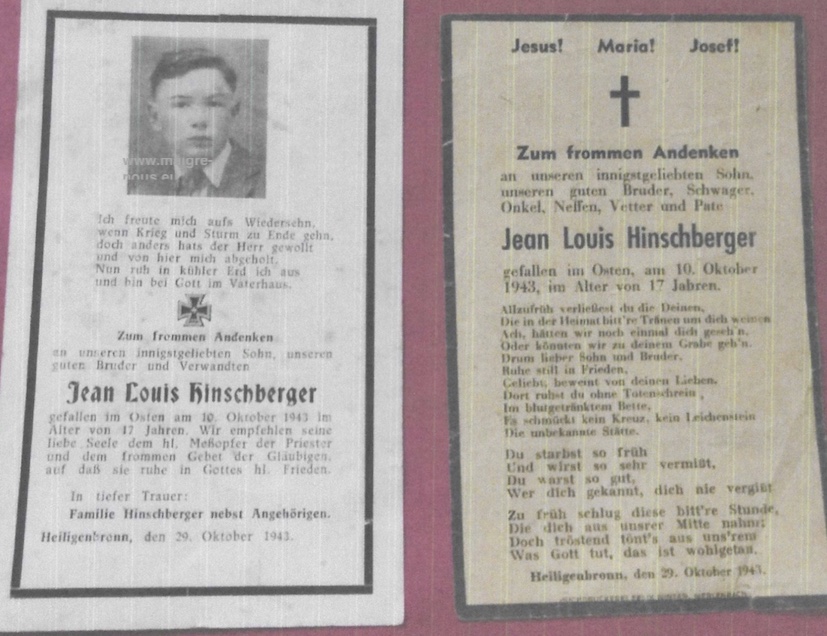 www.malgre-
nous.eu
Ich freute mich aufs Wiedersehn,
wenn Krieg und Sturm zu Ende gehn,
doch anders hats der Herr gewollt
und von hier mich abgeholt.
Nun ruh in kühler Erd ich aus
und bin bei Gott im Vaterhaus.
Zum frommen Andenken
an unseren innigstgeliebten Sohn, unseren
guten Bruder und Verwandten
Jean Louis Hinschberger
gefallen im Osten am 10. Oktober 1943 im
Alter von 17 Jahren. Wir empfehlen seine
liebe Seele dem hl. Meßopfer der Priester
und dem frommen Gebet der Gläubigen,
auf daß sie ruhe in Gottes hl. Frieden.
In tiefer Trauer:
Familie Hinschberger nebst Angehörigen.
Heiligenbronn, den 29. Oktober 1943.
Jesus! Maria! Josef!
Zum frommen Andenken
an unseren innigstgeliebten Sohn,
unseren guten Bruder, Schwager,
Onkel, Neffen, Vetter und Pate
Jean Louis Hinschberger
gefallen im Osten, am 10. Oktober
1943, im Alter von 17 Jahren.
Allzufrüh verließest du die Deinen,
Die in der Heimat bitt're Tränen um dich weinen
Ach, hätten wir noch einmal dich geseh'n,
Oder könnten wir zu deinem Grabe geh'n.
Drum lieber Sohn und Bruder,
Ruhe still in Frieden,
Geliebt, beweint von deinen Lieben.
Dort ruhst du ohne Totenschrein,
Im blutgetränktem Bette,
Es schmückt kein Kreuz, kein Leichenstein
Die unbekannte Stätte.
Du starbst so früh
Und wirst so sehr vermißt,
Du warst so gut,
Wer dich gekannt, dich nie vergißt
Zu früh schlug diese bitt're Stunde,
Die dich aus unsrer Mitte nahm;
Doch tröstend tönt's aus uns'rem
Was Gott tut, das ist wohlgetan.
Heiligenbronn, den 29. Oktober 1943.